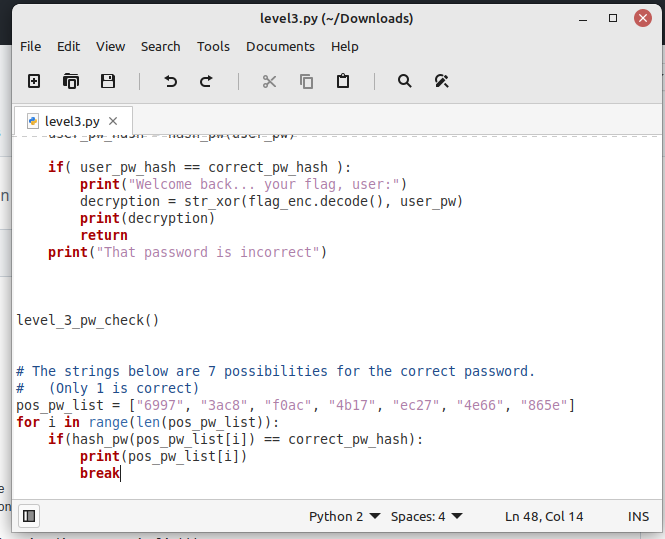 level3.py (~/Downloads)
File Edit View Search Tools Documents Help
level3.py
user_pw_hash = hash_pw(user_pw)
    if( user_pw_hash == correct_pw_hash ):
        print("Welcome back... your flag, user:")
        decryption = str_xor(flag_enc.decode(), user_pw)
        print(decryption)
        return
    print("That password is incorrect")
level_3_pw_check()
# The strings below are 7 possibilities for the correct password.
#   (Only 1 is correct)
pos_pw_list = ["6997", "3ac8", "f0ac", "4b17", "ec27", "4e66", "865e"]
for i in range(len(pos_pw_list)):
    if(hash_pw(pos_pw_list[i]) == correct_pw_hash):
        print(pos_pw_list[i])
        break
Python 2 Spaces: 4 Ln 48, Col 14 INS